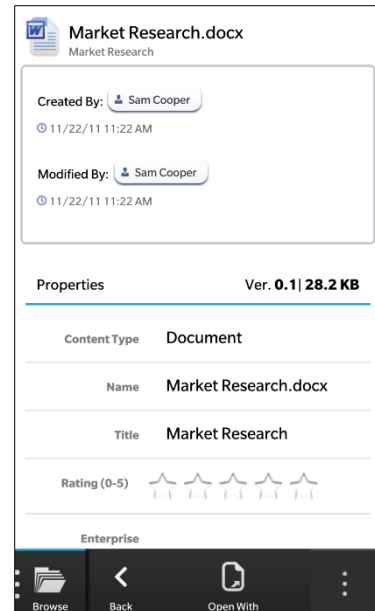 Market Research.docx
Market Research
Created By: Sam Cooper
11/22/11 11:22 AM
Modified By: Sam Cooper
11/22/11 11:22 AM
Properties Ver. 0.1| 28.2 KB
Content Type Document
Name Market Research.docx
Title Market Research
Rating (0-5)
Enterprise
Browse Back Open With